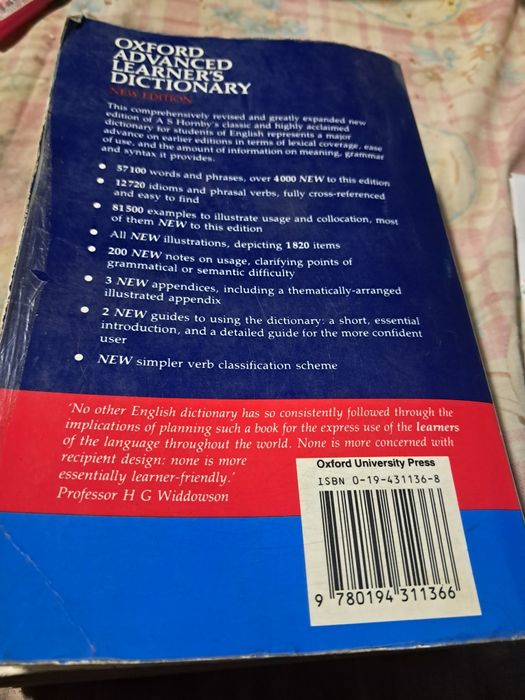 OXFORD
ADVANCED
LEARNER'S
DICTIONARY
NEW EDITION
This comprehensively revised and greatly expanded new
edition of A S Hornby's classic and highly acclaimed
dictionary for students of English represents a major
advance on earlier editions in terms of lexical coverage, ease
of use, and the amount of information on meaning, grammar
and syntax it provides.
• 57100 words and phrases, over 4000 NEW to this edition
• 12720 idioms and phrasal verbs, fully cross-referenced
and easy to find
• 81500 examples to illustrate usage and collocation, most
of them NEW to this edition
• All NEW illustrations, depicting 1820 items
• 200 NEW notes on usage, clarifying points of
grammatical or semantic difficulty
• 3 NEW appendices, including a thematically-arranged
illustrated appendix
• 2 NEW guides to using the dictionary: a short, essential
introduction, and a detailed guide for the more confident
user
• NEW simpler verb classification scheme
'No other English dictionary has so consistently followed through the
implications of planning such a book for the express use of the learners
of the language throughout the world. None is more concerned with
recipient design: none is more
essentially learner-friendly.'
Professor H G Widdowson
Oxford University Press
ISBN 0-19-431136-8
9 780194 311366